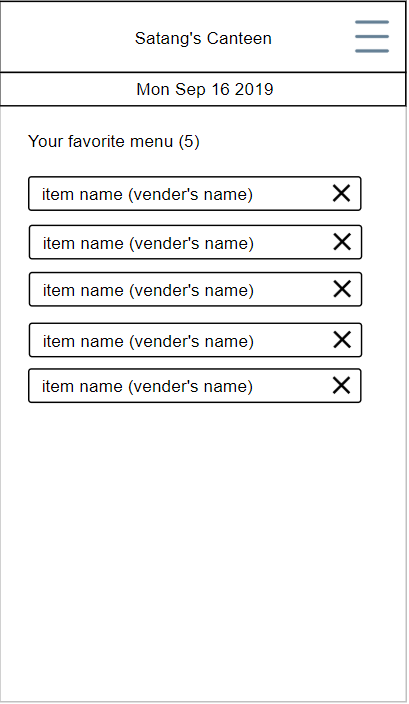 Satang's Canteen
Mon Sep 16 2019
Your favorite menu (5)
item name (vender's name)
item name (vender's name)
item name (vender's name)
item name (vender's name)
item name (vender's name)